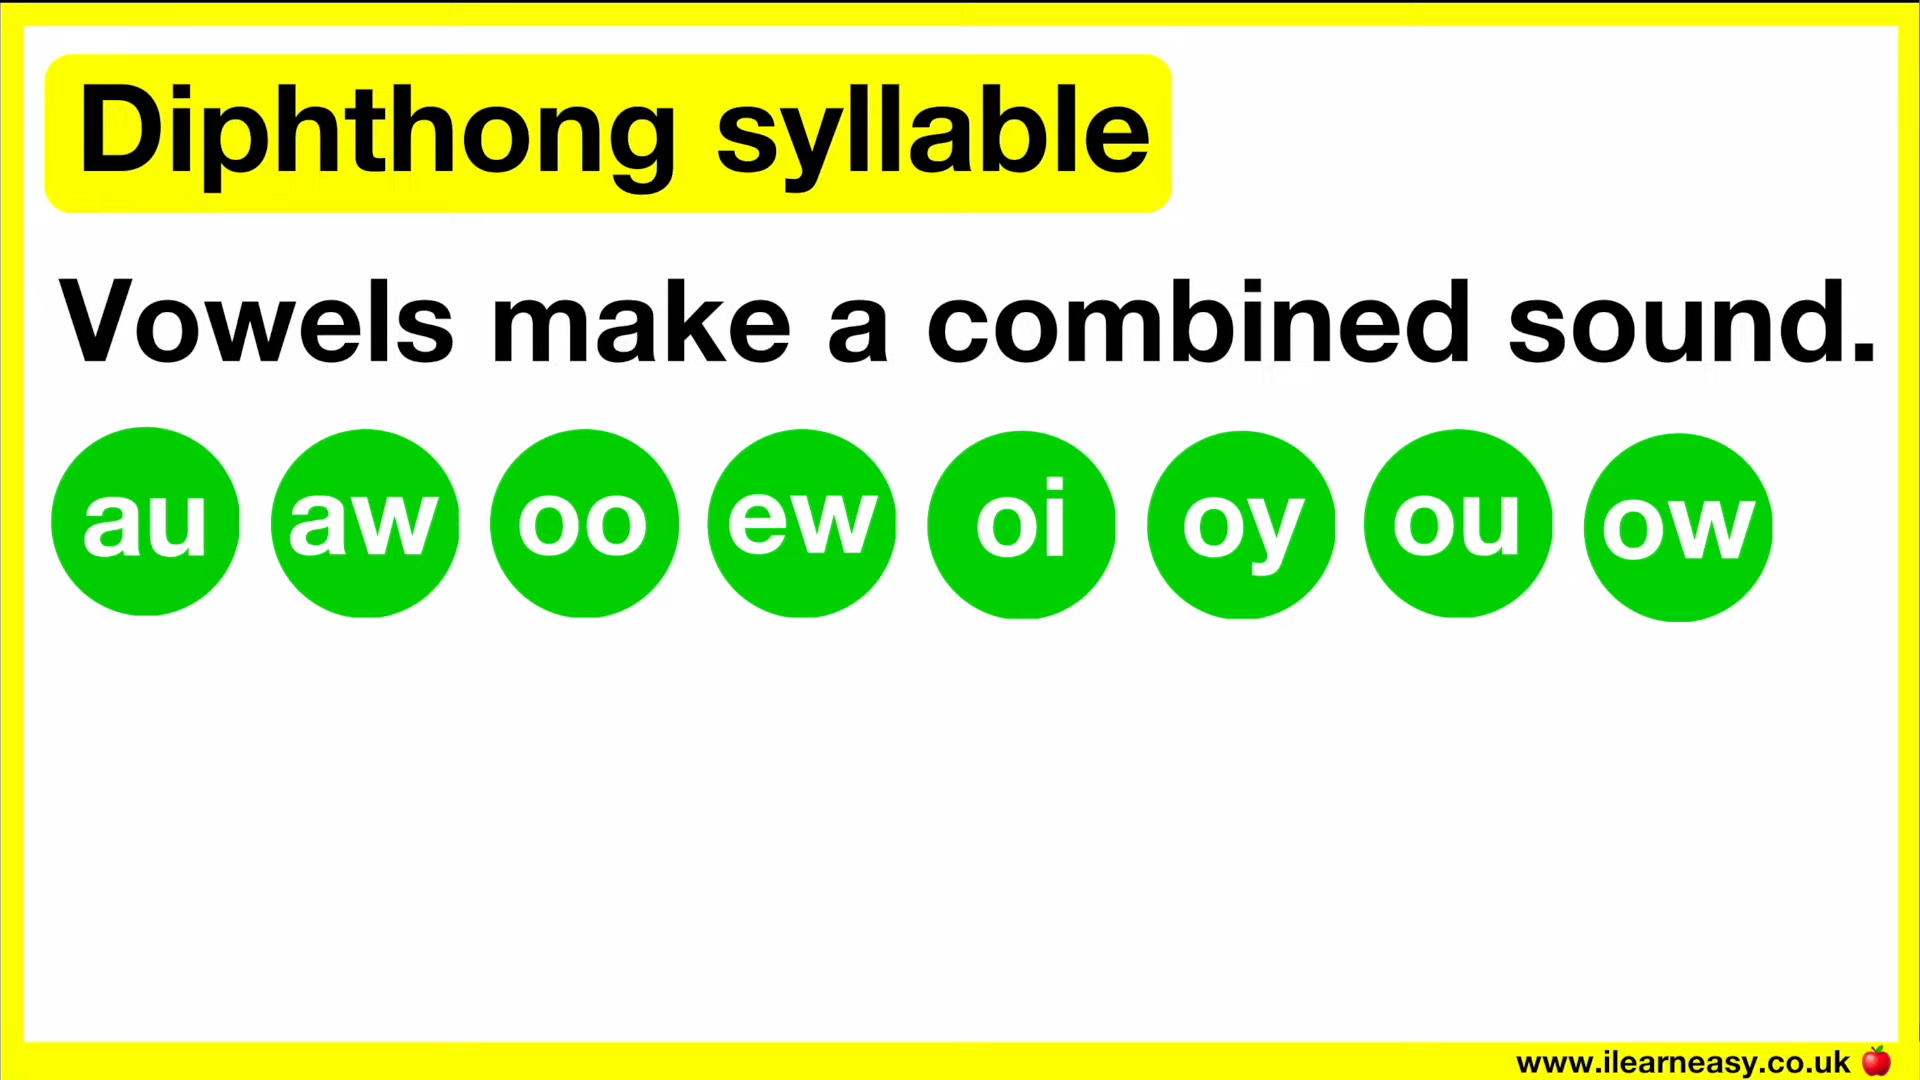 Diphthong syllable
Vowels make a combined sound.
au aw oo ew oi oy ou ow
www.ilearneasy.co.uk